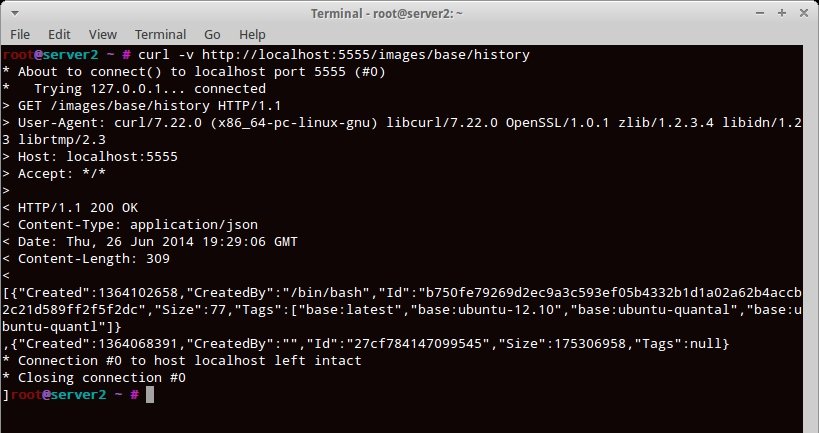 Terminal - root@server2: ~
File Edit View Terminal Go Help
root@server2 ~ # curl -v http://localhost:5555/images/base/history
* About to connect() to localhost port 5555 (#0)
*   Trying 127.0.0.1... connected
> GET /images/base/history HTTP/1.1
> User-Agent: curl/7.22.0 (x86_64-pc-linux-gnu) libcurl/7.22.0 OpenSSL/1.0.1 zlib/1.2.3.4 libidn/1.2
3 librtmp/2.3
> Host: localhost:5555
> Accept: */*
>
< HTTP/1.1 200 OK
< Content-Type: application/json
< Date: Thu, 26 Jun 2014 19:29:06 GMT
< Content-Length: 309
<
[{"Created":1364102658,"CreatedBy":"/bin/bash","Id":"b750fe79269d2ec9a3c593ef05b4332b1d1a02a62b4accb
2c21d589ff2f5f2dc","Size":77,"Tags":["base:latest","base:ubuntu-12.10","base:ubuntu-quantal","base:u
buntu-quantl"]}
,{"Created":1364068391,"CreatedBy":"","Id":"27cf784147099545","Size":175306958,"Tags":null}
* Connection #0 to host localhost left intact
* Closing connection #0
]root@server2 ~ #